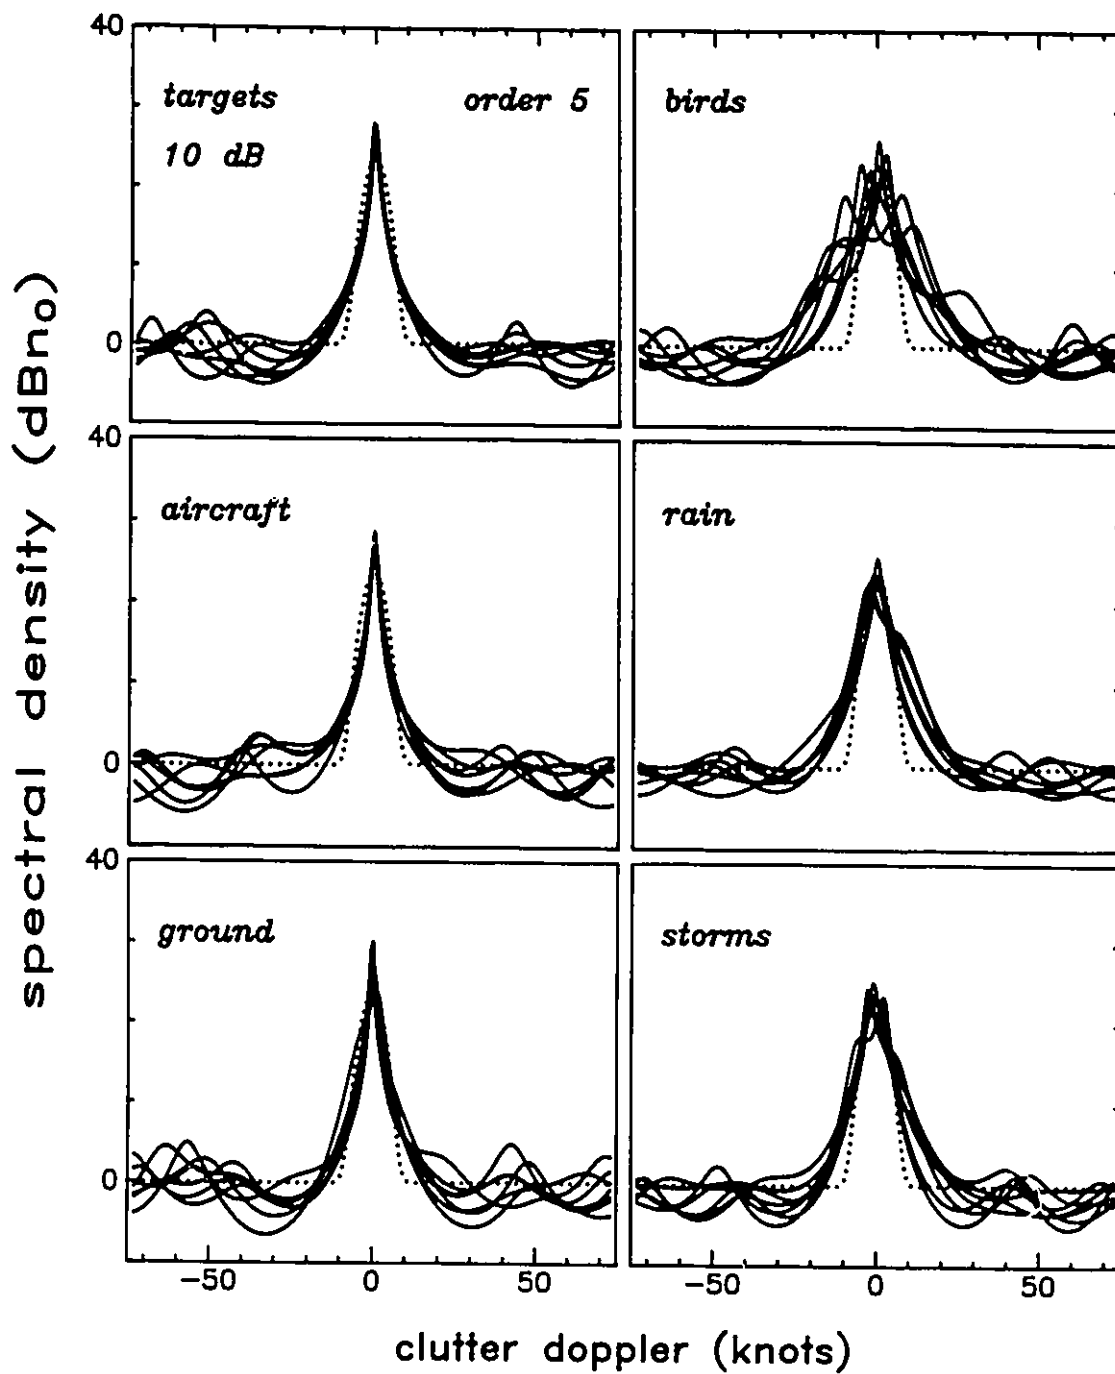 spectral density (dBn0)
40
targets order 5
10 dB
0
birds
40
aircraft
0
rain
40
ground
0
storms
-50 0 50
-50 0 50
clutter doppler (knots)